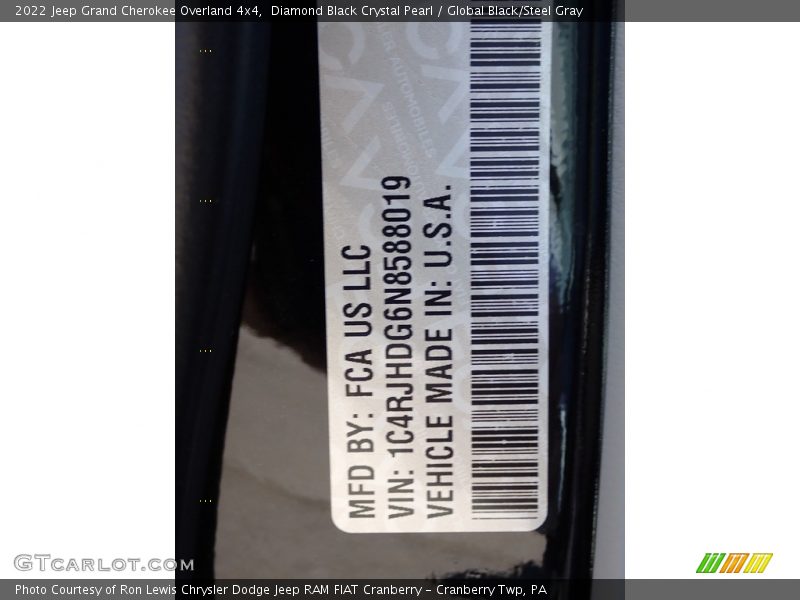 2022 Jeep Grand Cherokee Overland 4x4,  Diamond Black Crystal Pearl / Global Black/Steel Gray
MFD BY: FCA US LLC
VIN: 1C4RJHDG6N8588019
VEHICLE MADE IN: U.S.A.
GTCARLOT.COM
Photo Courtesy of Ron Lewis Chrysler Dodge Jeep RAM FIAT Cranberry – Cranberry Twp, PA